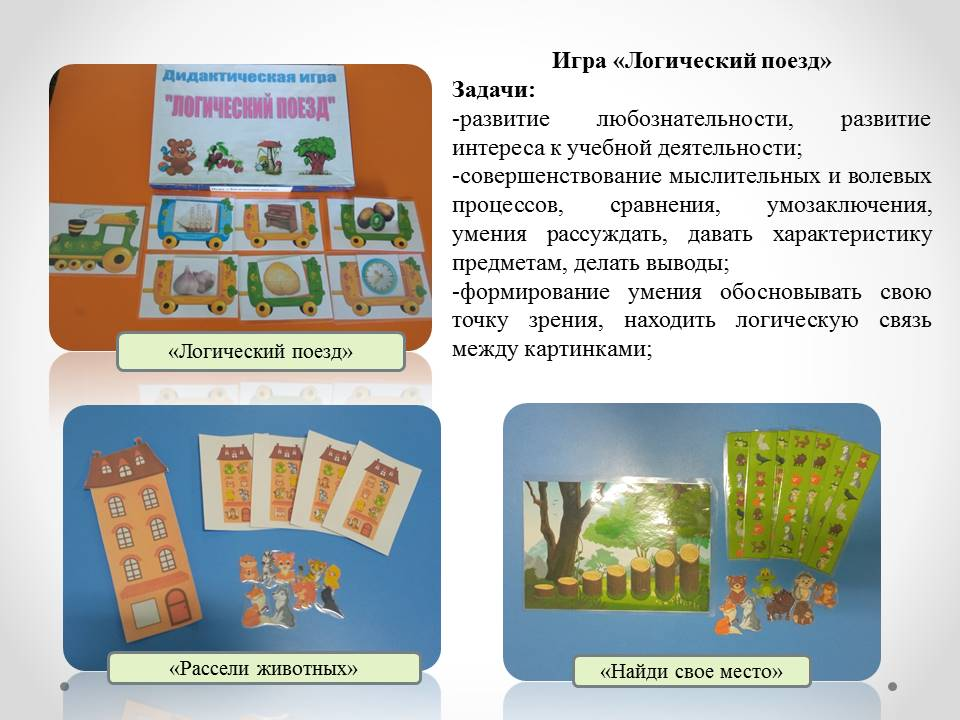 Игра «Логический поезд»
Задачи:
-развитие любознательности, развитие
интереса к учебной деятельности;
-совершенствование мыслительных и волевых
процессов, сравнения, умозаключения,
умения рассуждать, давать характеристику
предметам, делать выводы;
-формирование умения обосновывать свою
точку зрения, находить логическую связь
между картинками;
Дидактическая игра
"ЛОГИЧЕСКИЙ ПОЕЗД"
«Логический поезд»
«Рассели животных»
«Найди свое место»